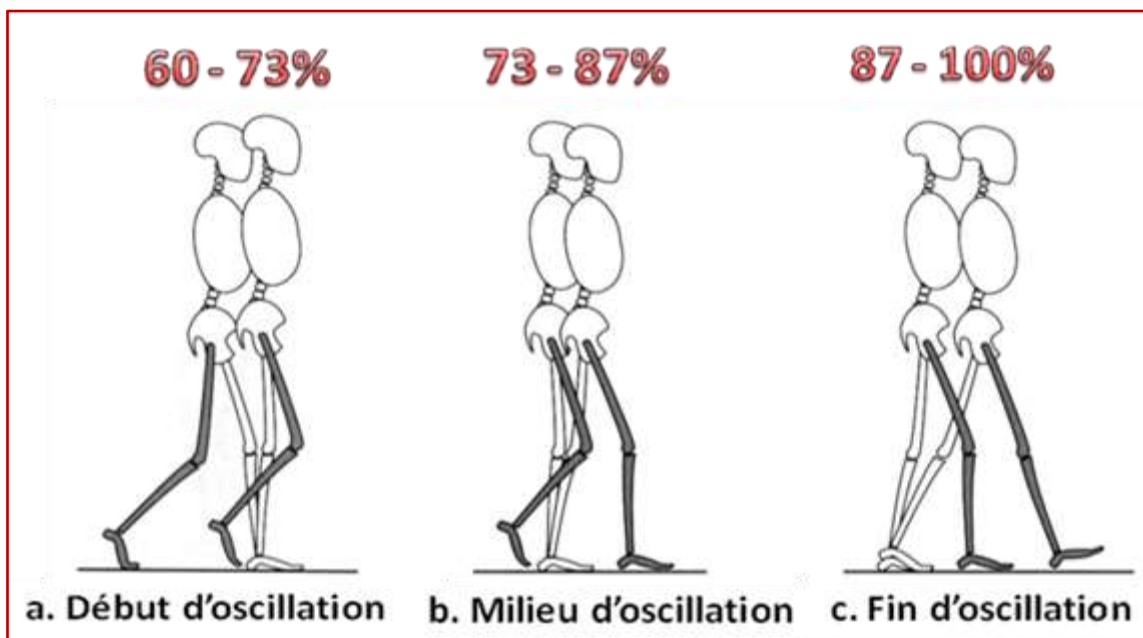 60 - 73% 73 - 87% 87 - 100%
a. Début d'oscillation b. Milieu d'oscillation c. Fin d'oscillation